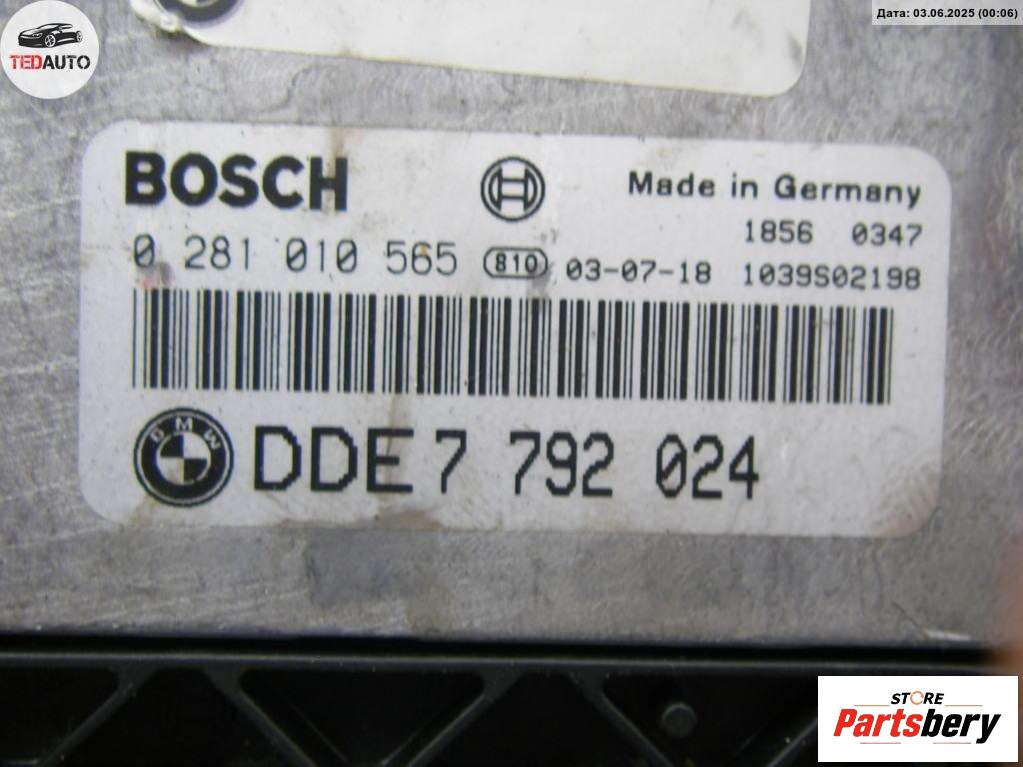 Дата: 03.06.2025 (00:06)
TEDAUTO
BOSCH
Made in Germany
1856 0347
0 281 010 565 810 03-07-18 1039S02198
BMW
DDE7 792 024
STORE
Partsbery